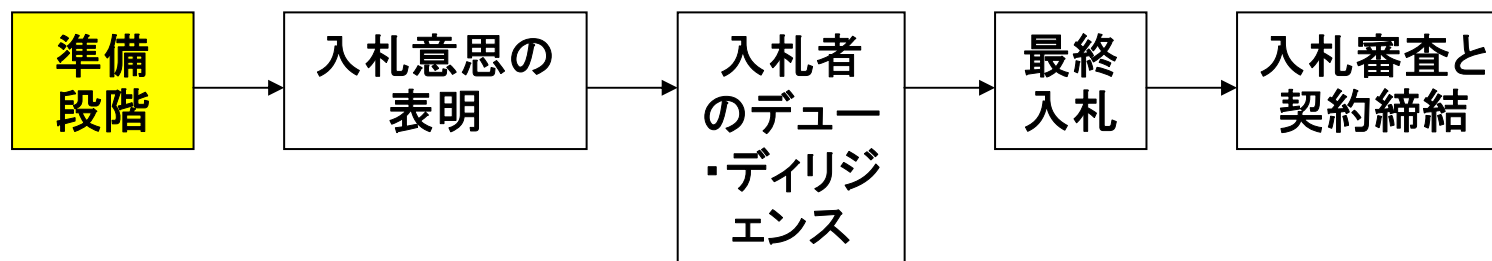 準備
段階
入札意思の
表明
入札者
のデュー
・ディリジ
ェンス
最終
入札
入札審査と
契約締結